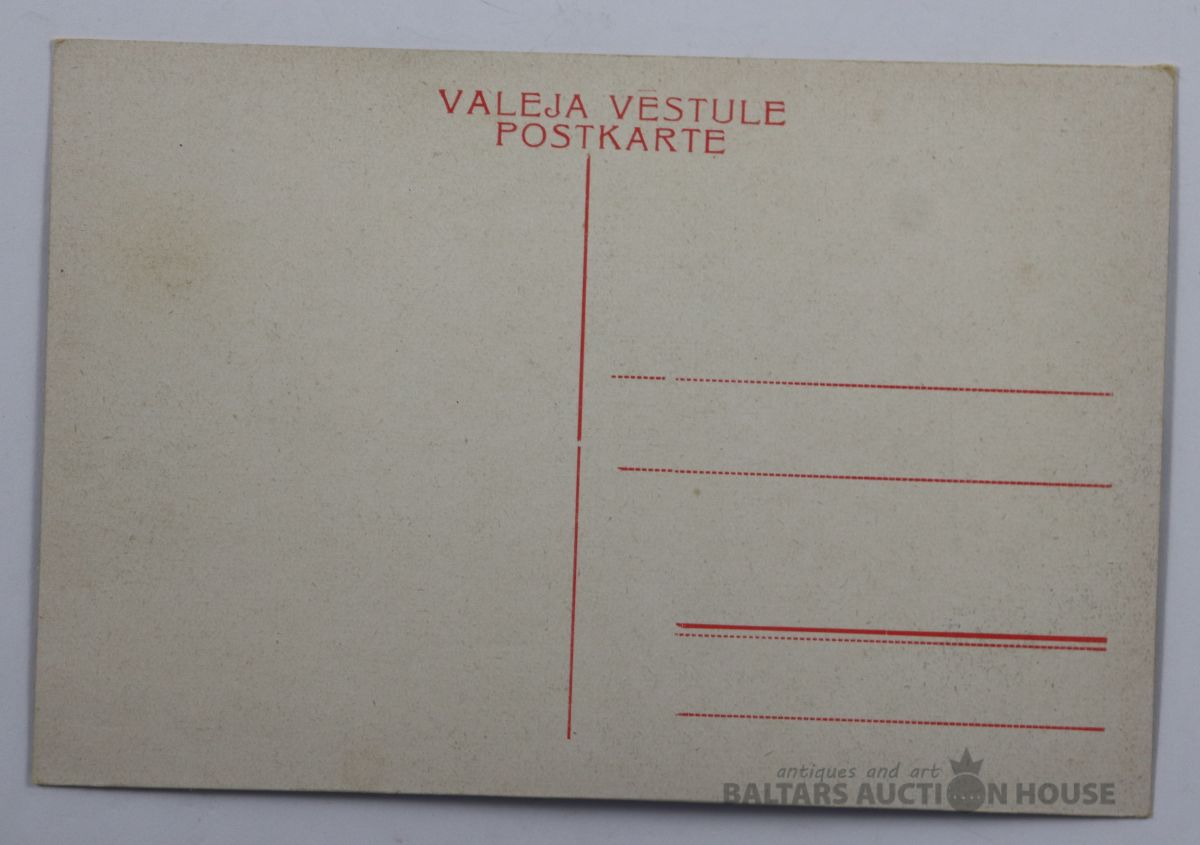 VALEJA VĒSTULE
POSTKARTE
antiques and art
BALTARS AUCTION HOUSE